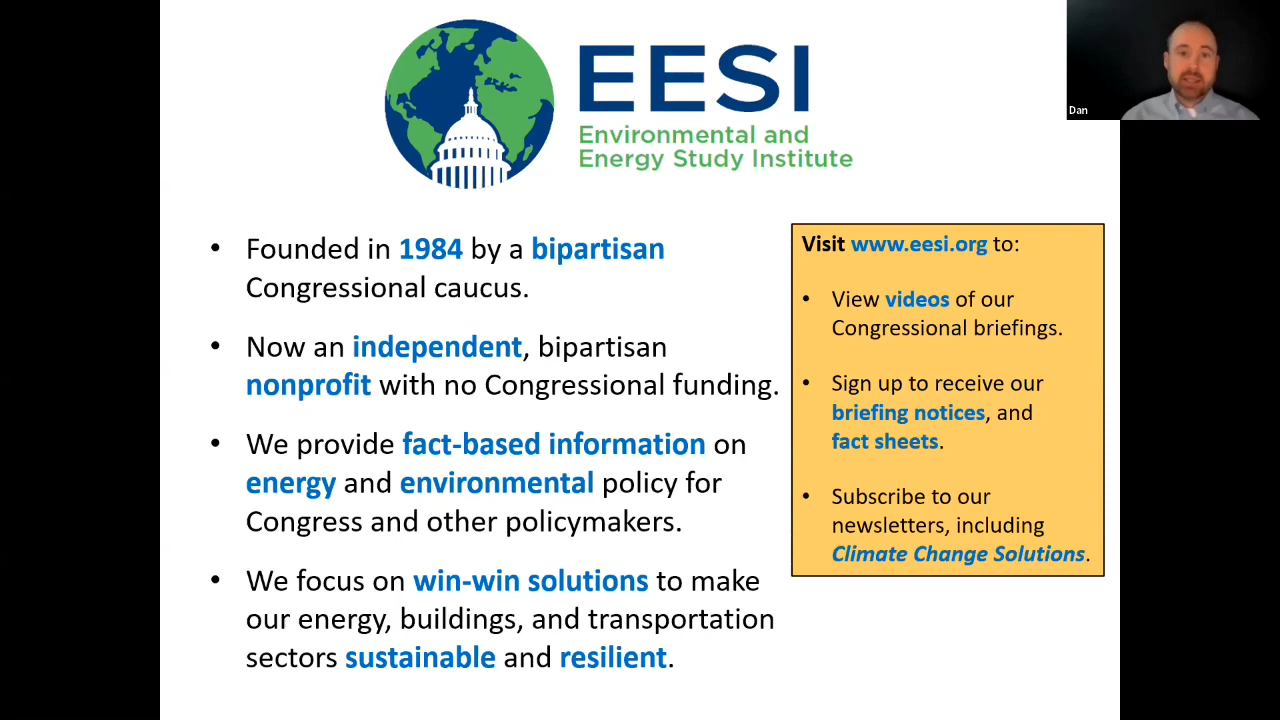 EESI
Environmental and
Energy Study Institute
Dan
• Founded in 1984 by a bipartisan
Congressional caucus.
• Now an independent, bipartisan
nonprofit with no Congressional funding.
• We provide fact-based information on
energy and environmental policy for
Congress and other policymakers.
• We focus on win-win solutions to make
our energy, buildings, and transportation
sectors sustainable and resilient.
Visit www.eesi.org to:
• View videos of our
Congressional briefings.
• Sign up to receive our
briefing notices, and
fact sheets.
• Subscribe to our
newsletters, including
Climate Change Solutions.